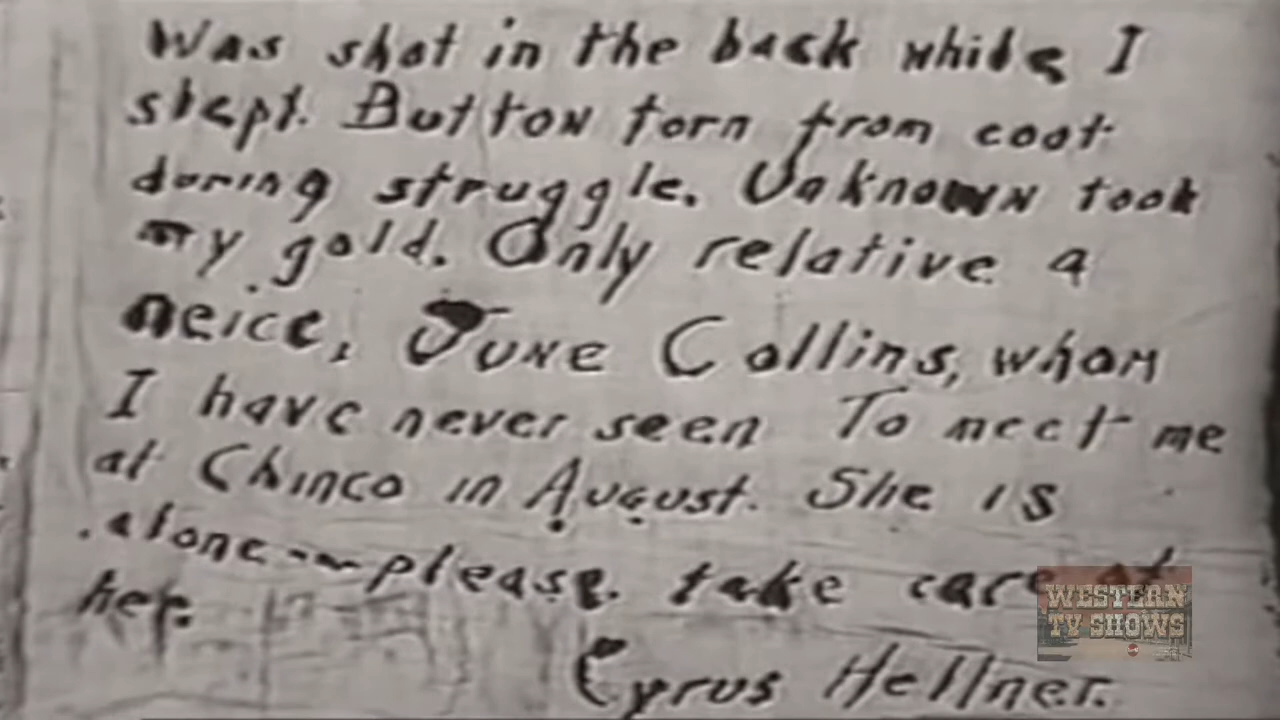 Was shot in the back while I
slept. Button torn from coat
during struggle. Unknown took
my gold. Only relative a
neice, June Collins, whom
I have never seen To meet me
at Chinco in August. She is
alone--please take care of
her.
Cyrus Hellner.
WESTERN
TV SHOWS